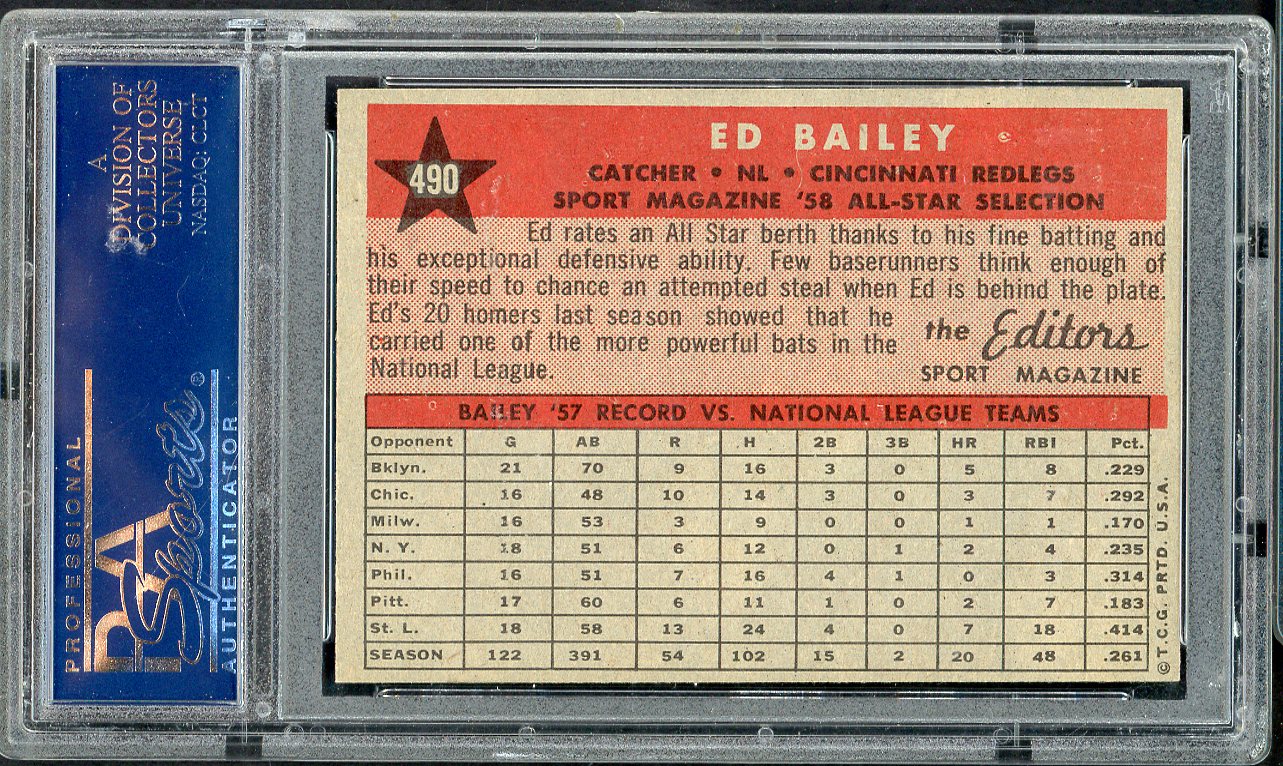 A
DIVISION OF
COLLECTORS
UNIVERSE
NASDAQ: CLCT
PROFESSIONAL
PSA
Sports®
AUTHENTICATOR
490
ED BAILEY
CATCHER • NL • CINCINNATI REDLEGS
SPORT MAGAZINE '58 ALL-STAR SELECTION
Ed rates an All Star berth thanks to his fine batting and
his exceptional defensive ability. Few baserunners think enough of
their speed to chance an attempted steal when Ed is behind the plate.
Ed's 20 homers last season showed that he
carried one of the more powerful bats in the
National League.
the Editors
SPORT MAGAZINE
BAILEY '57 RECORD VS. NATIONAL LEAGUE TEAMS
Opponent G AB R H 2B 3B HR RBI Pct.
Bklyn. 21 70 9 16 3 0 5 8 .229
Chic. 16 48 10 14 3 0 3 7 .292
Milw. 16 53 3 9 0 0 1 1 .170
N. Y. 18 51 6 12 0 1 2 4 .235
Phil. 16 51 7 16 4 1 0 3 .314
Pitt. 17 60 6 11 1 0 2 7 .183
St. L. 18 58 13 24 4 0 7 18 .414
SEASON 122 391 54 102 15 2 20 48 .261
©T.C.G. PRTD. U.S.A.